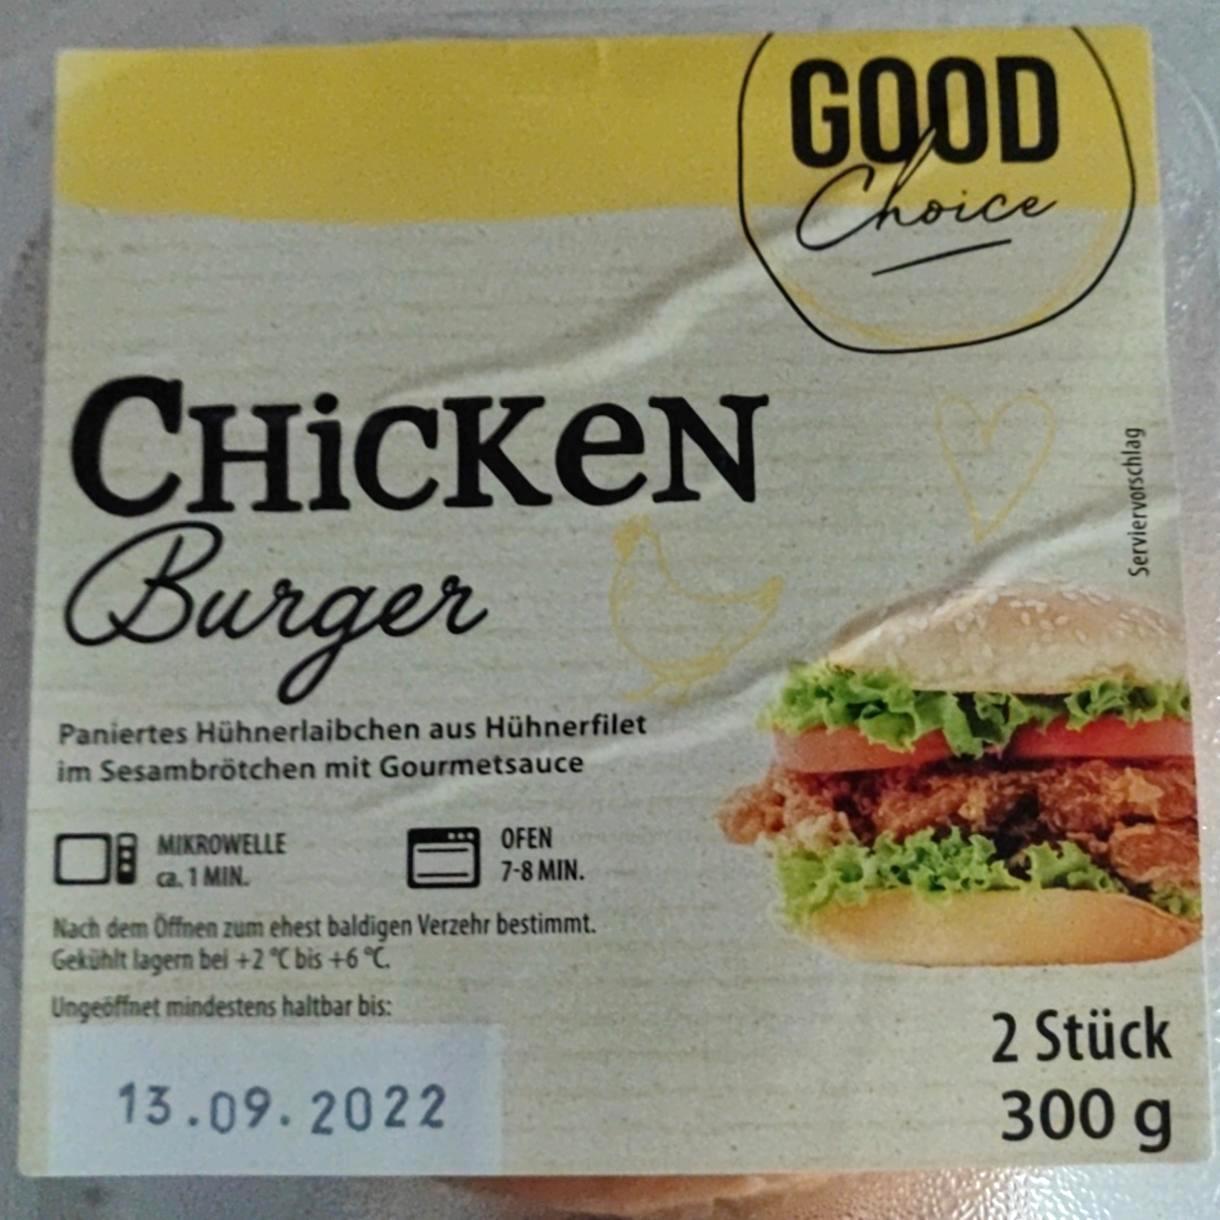 GOOD
Choice
CHiCKeN
Burger
Serviervorschlag
Paniertes Hühnerlaibchen aus Hühnerfilet
im Sesambrötchen mit Gourmetsauce
MIKROWELLE
ca. 1 MIN.
OFEN
7-8 MIN.
Nach dem Öffnen zum ehest baldigen Verzehr bestimmt.
Gekühlt lagern bei +2 °C bis +6 °C.
Ungeöffnet mindestens haltbar bis:
13.09.2022
2 Stück
300 g